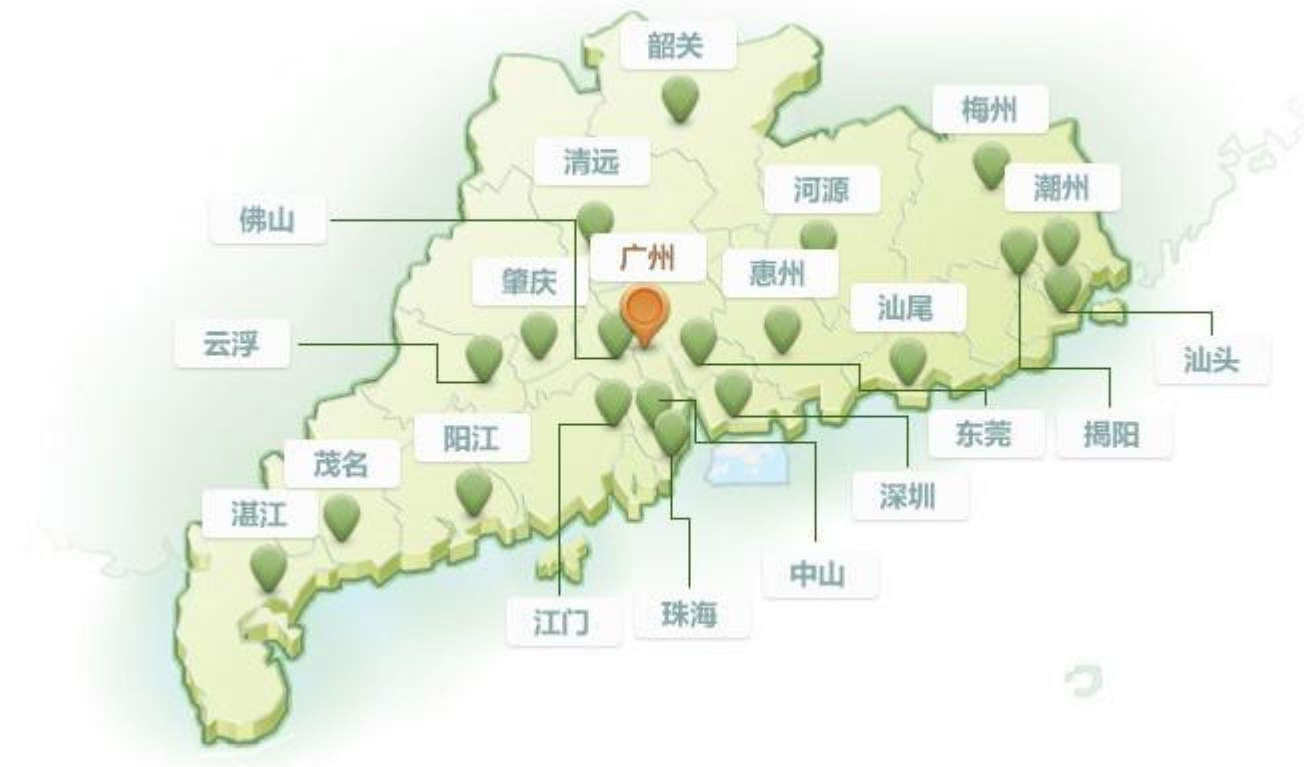 韶关
梅州
清远
河源
潮州
佛山
广州
惠州
肇庆
汕尾
云浮
汕头
阳江
东莞
揭阳
茂名
深圳
湛江
中山
珠海
江门